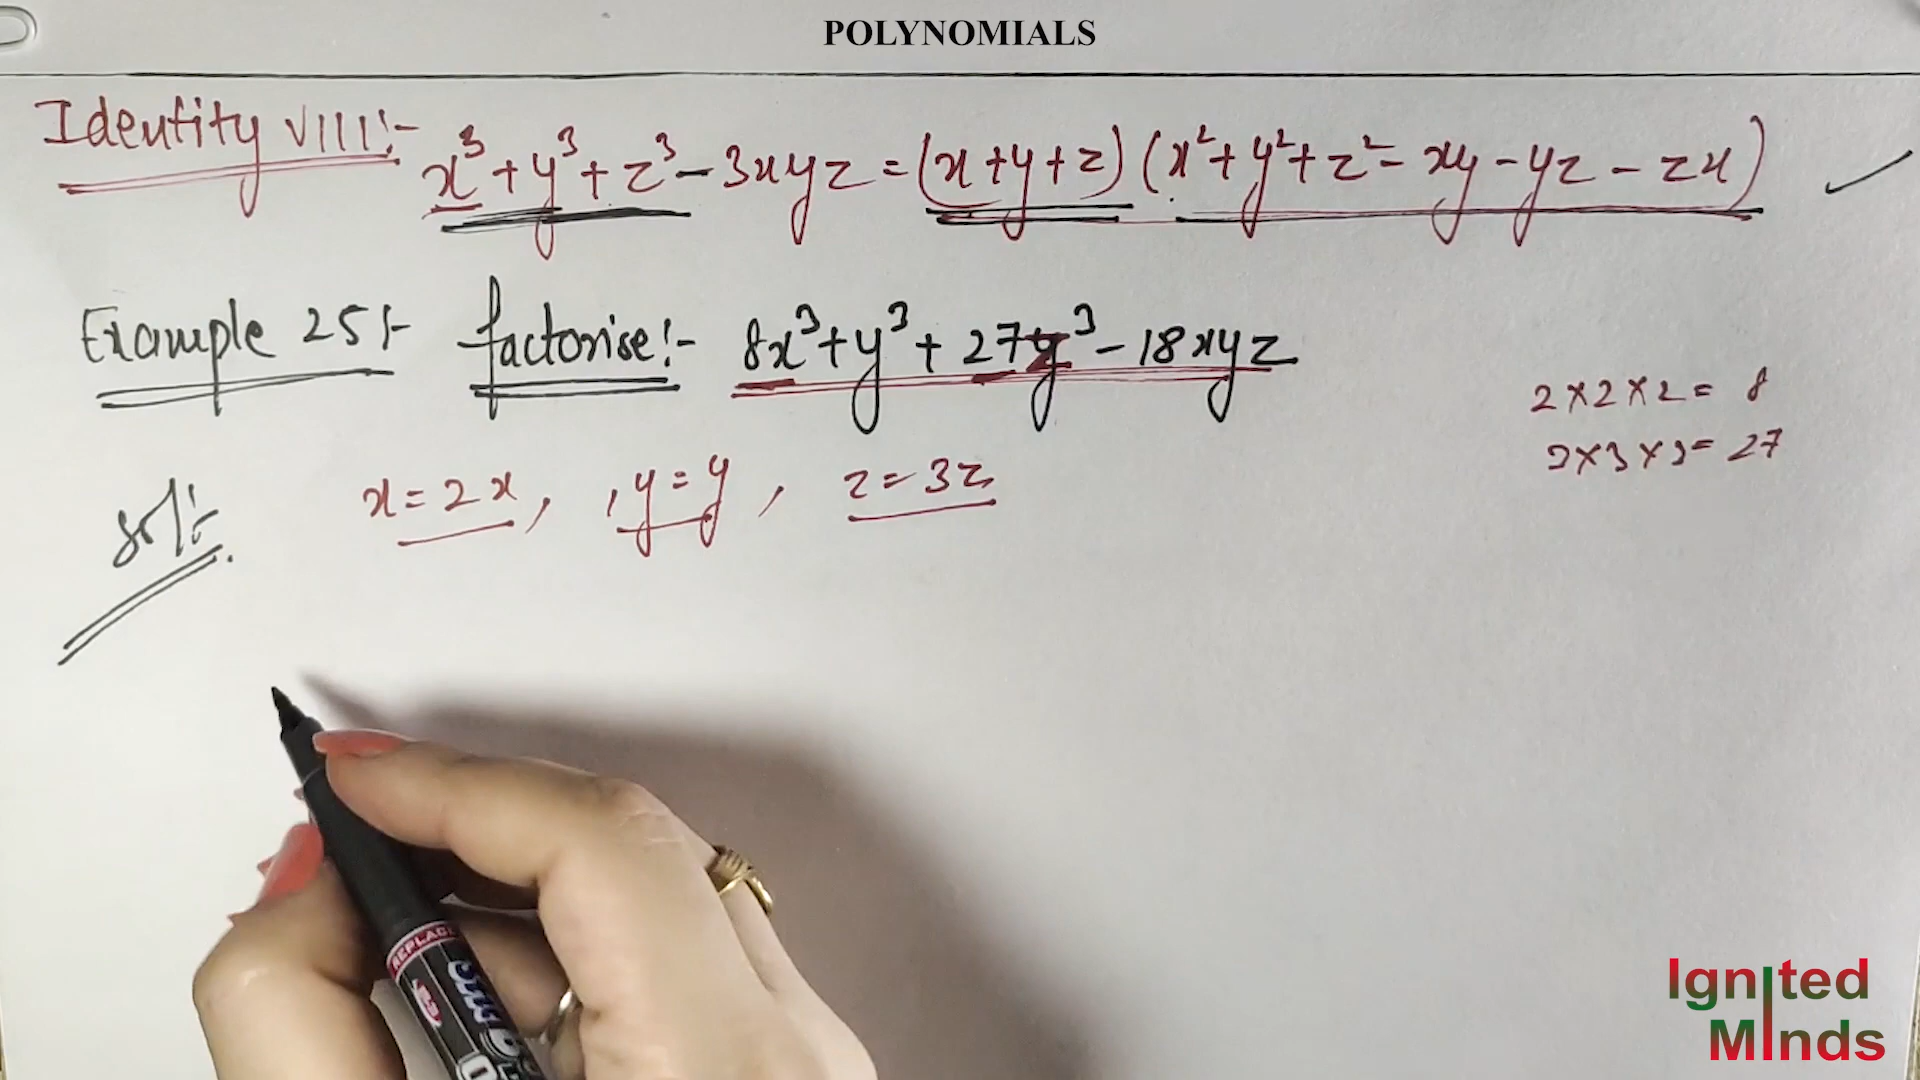 POLYNOMIALS
Identity VIII:- x³ + y³ + z³ - 3xyz = (x + y + z) (x² + y² + z² - xy - yz - zx)
Example 25:- factorise:- 8x³ + y³ + 27z³ - 18xyz
2 × 2 × 2 = 8
3 × 3 × 3 = 27
Sol:- x = 2x, , y = y, z = 3z
REPLACE
Ignited
Minds